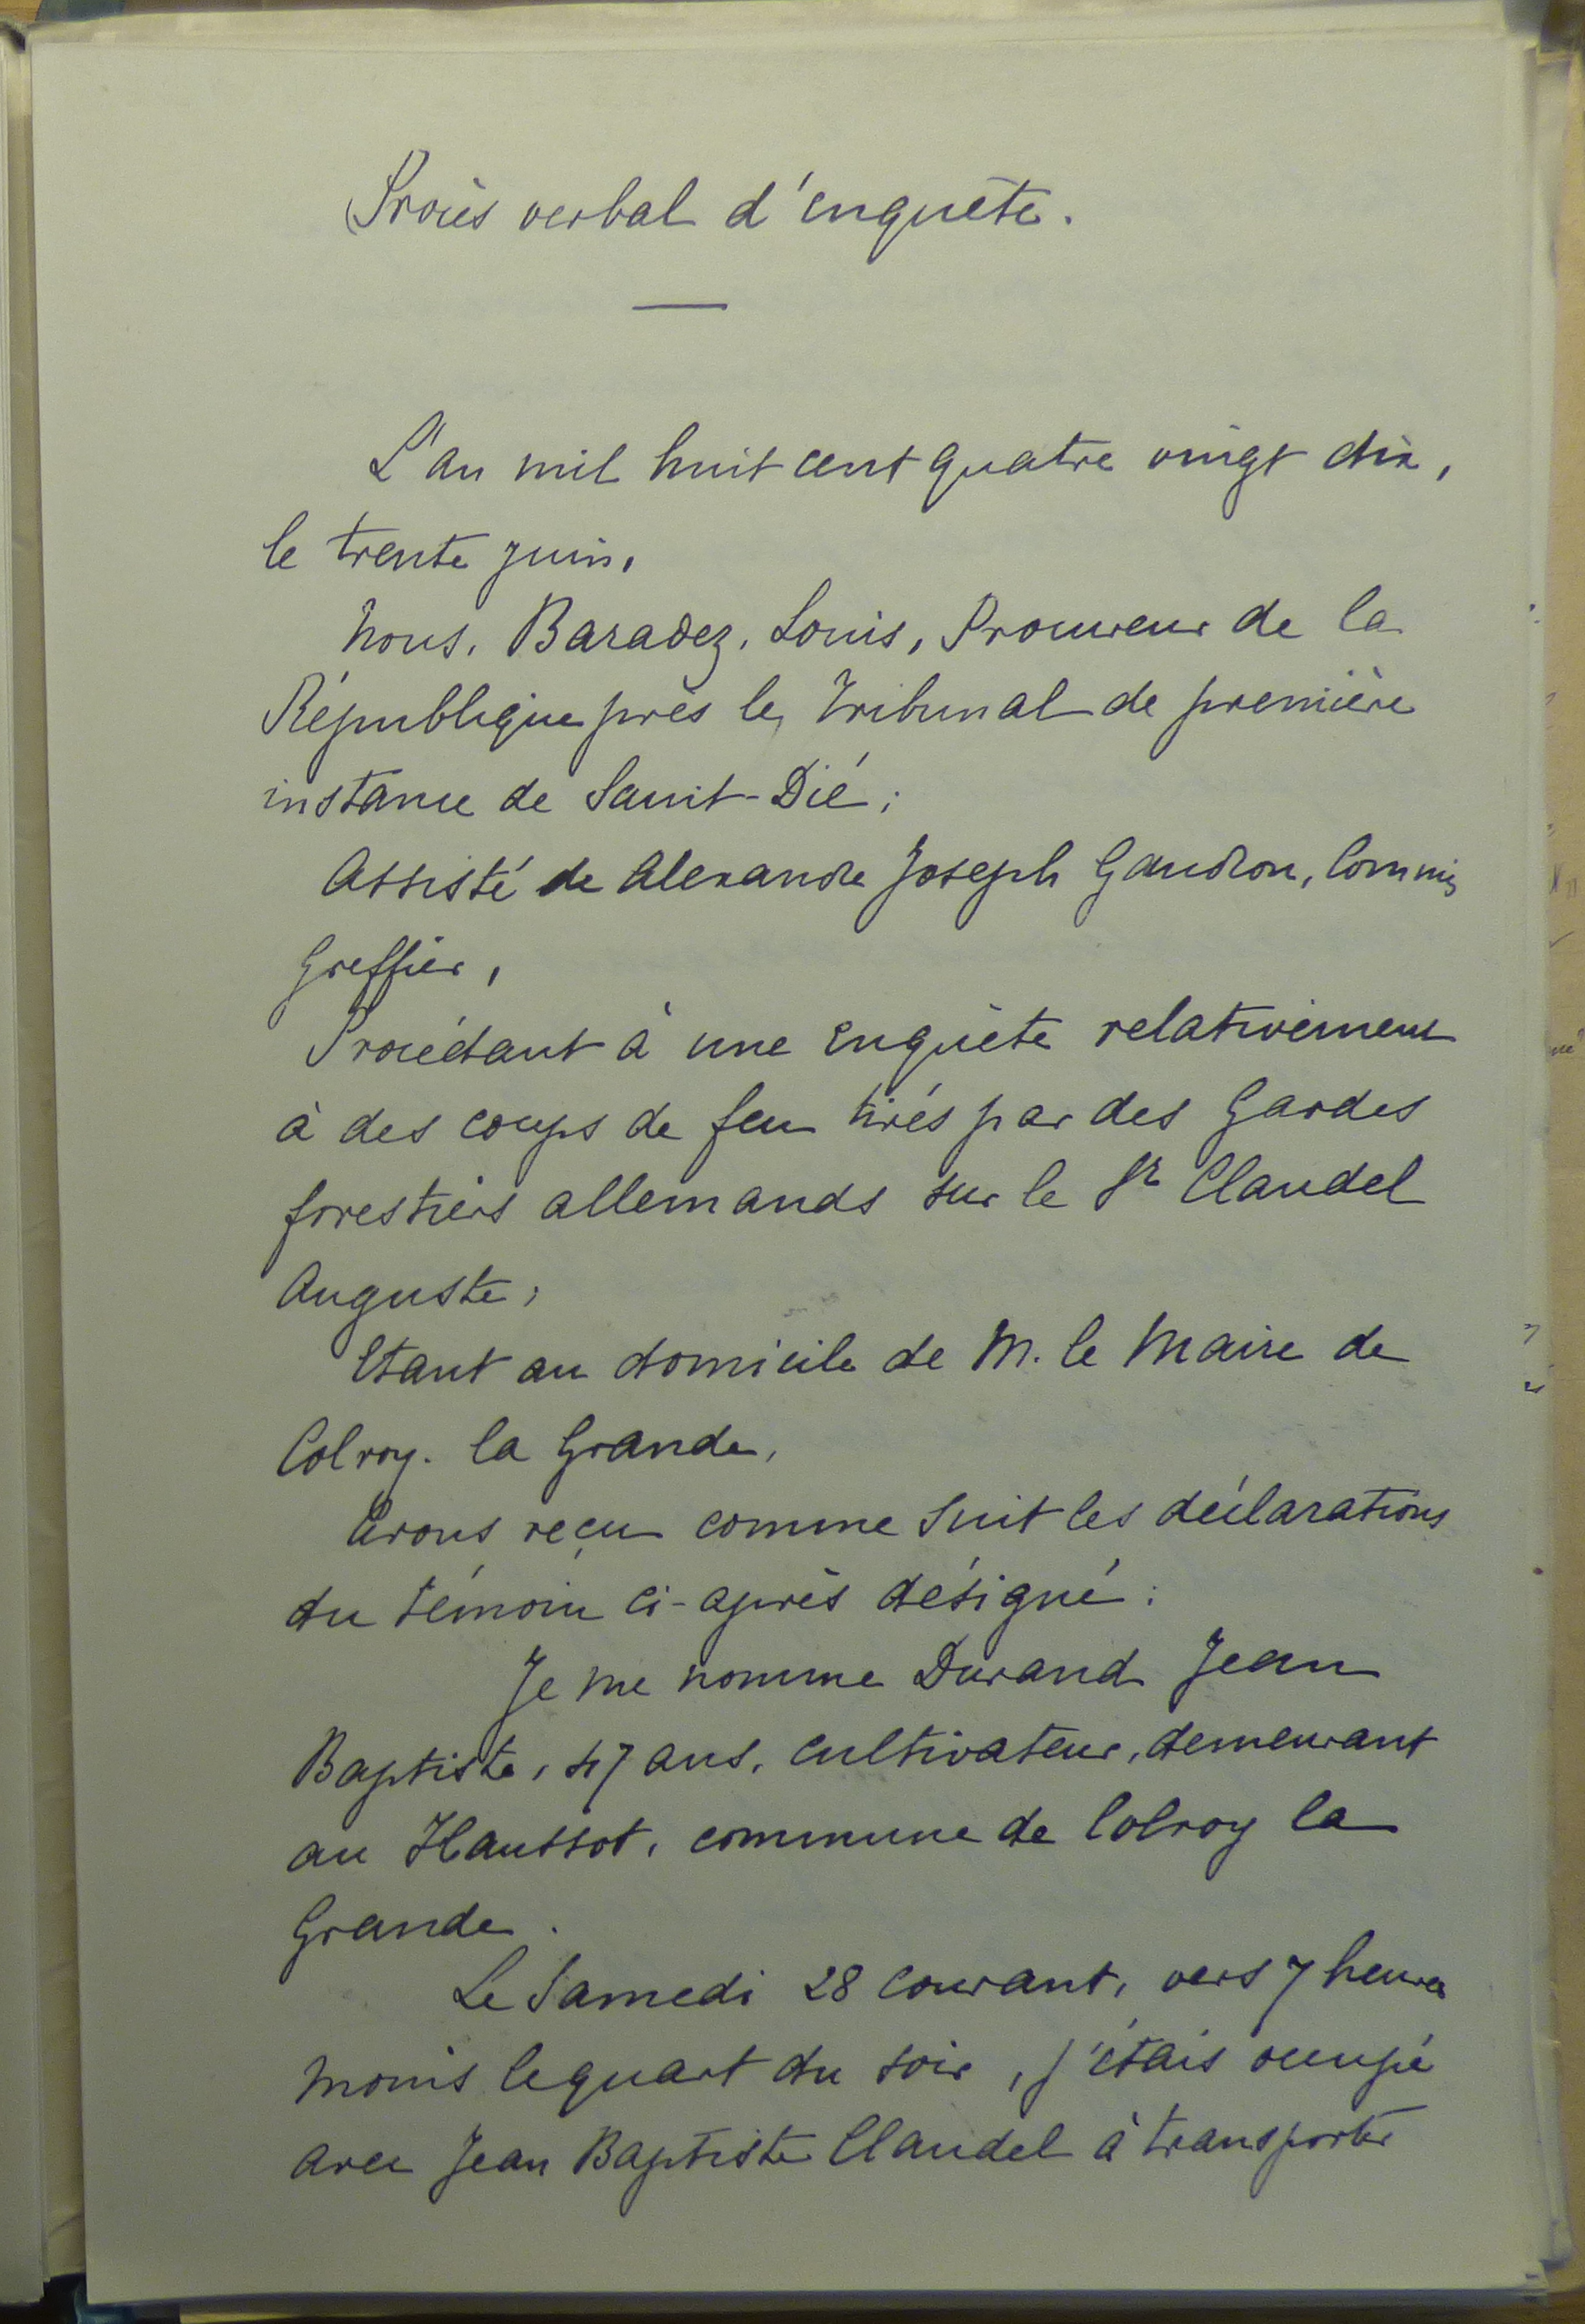 Procès verbal d'enquête.
L'an mil huit cent quatre vingt dix,
le trente juin,
Nous, Baradez, Louis, Procureur de la
République près le Tribunal de première
instance de Saint-Dié;
Assisté de Alexandre Joseph Gaudron, Commis
Greffier,
Procédant à une enquête relativement
à des coups de feu tirés par des Gardes
forestiers allemands sur le Sr Claudel
Auguste;
Etant au domicile de M. le Maire de
Colroy-la Grande,
Avons reçu comme suit les déclarations
du témoin ci-après désigné:
Je me nomme Durand Jean
Baptiste, 47 ans, cultivateur, demeurant
au Haussot, commune de Colroy la
Grande.
Le Samedi 28 courant, vers 7 heures
moins le quart du soir, j'étais occupé
avec Jean Baptiste Claudel à transporter